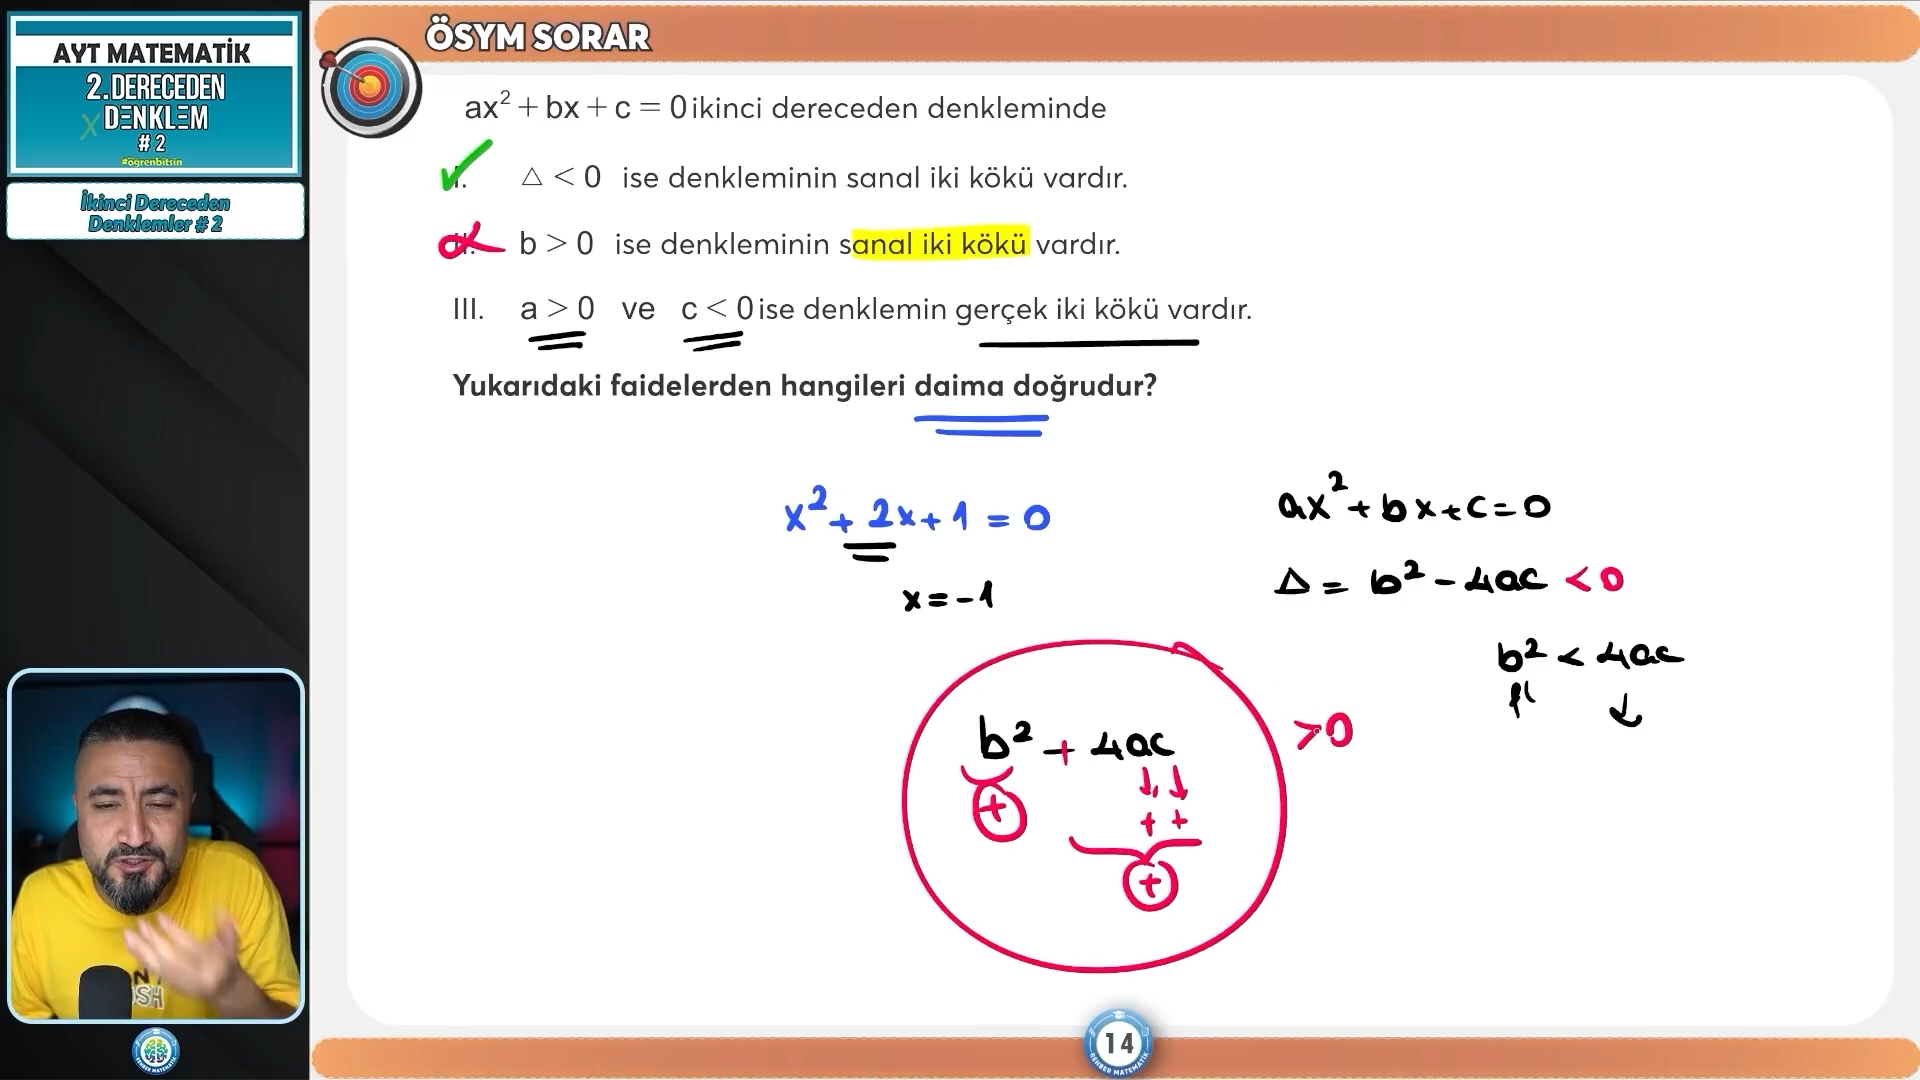 AYT MATEMATİK
2.DERECEDEN
X DENKLEM
# 2
#öğrenbitsin
İkinci Dereceden
Denklemler # 2
ÖSYM SORAR
ax² + bx + c = 0 ikinci dereceden denkleminde
I. △ < 0 ise denkleminin sanal iki kökü vardır.
II. b > 0 ise denkleminin sanal iki kökü vardır.
III. a > 0 ve c < 0 ise denklemin gerçek iki kökü vardır.
Yukarıdaki faidelerden hangileri daima doğrudur?
x² + 2x + 1 = 0
x = -1
ax² + bx + c = 0
Δ = b² - 4ac < 0
b² < 4ac
b² + 4ac > 0
+
+ +
+
14
REHBER MATEMATİK